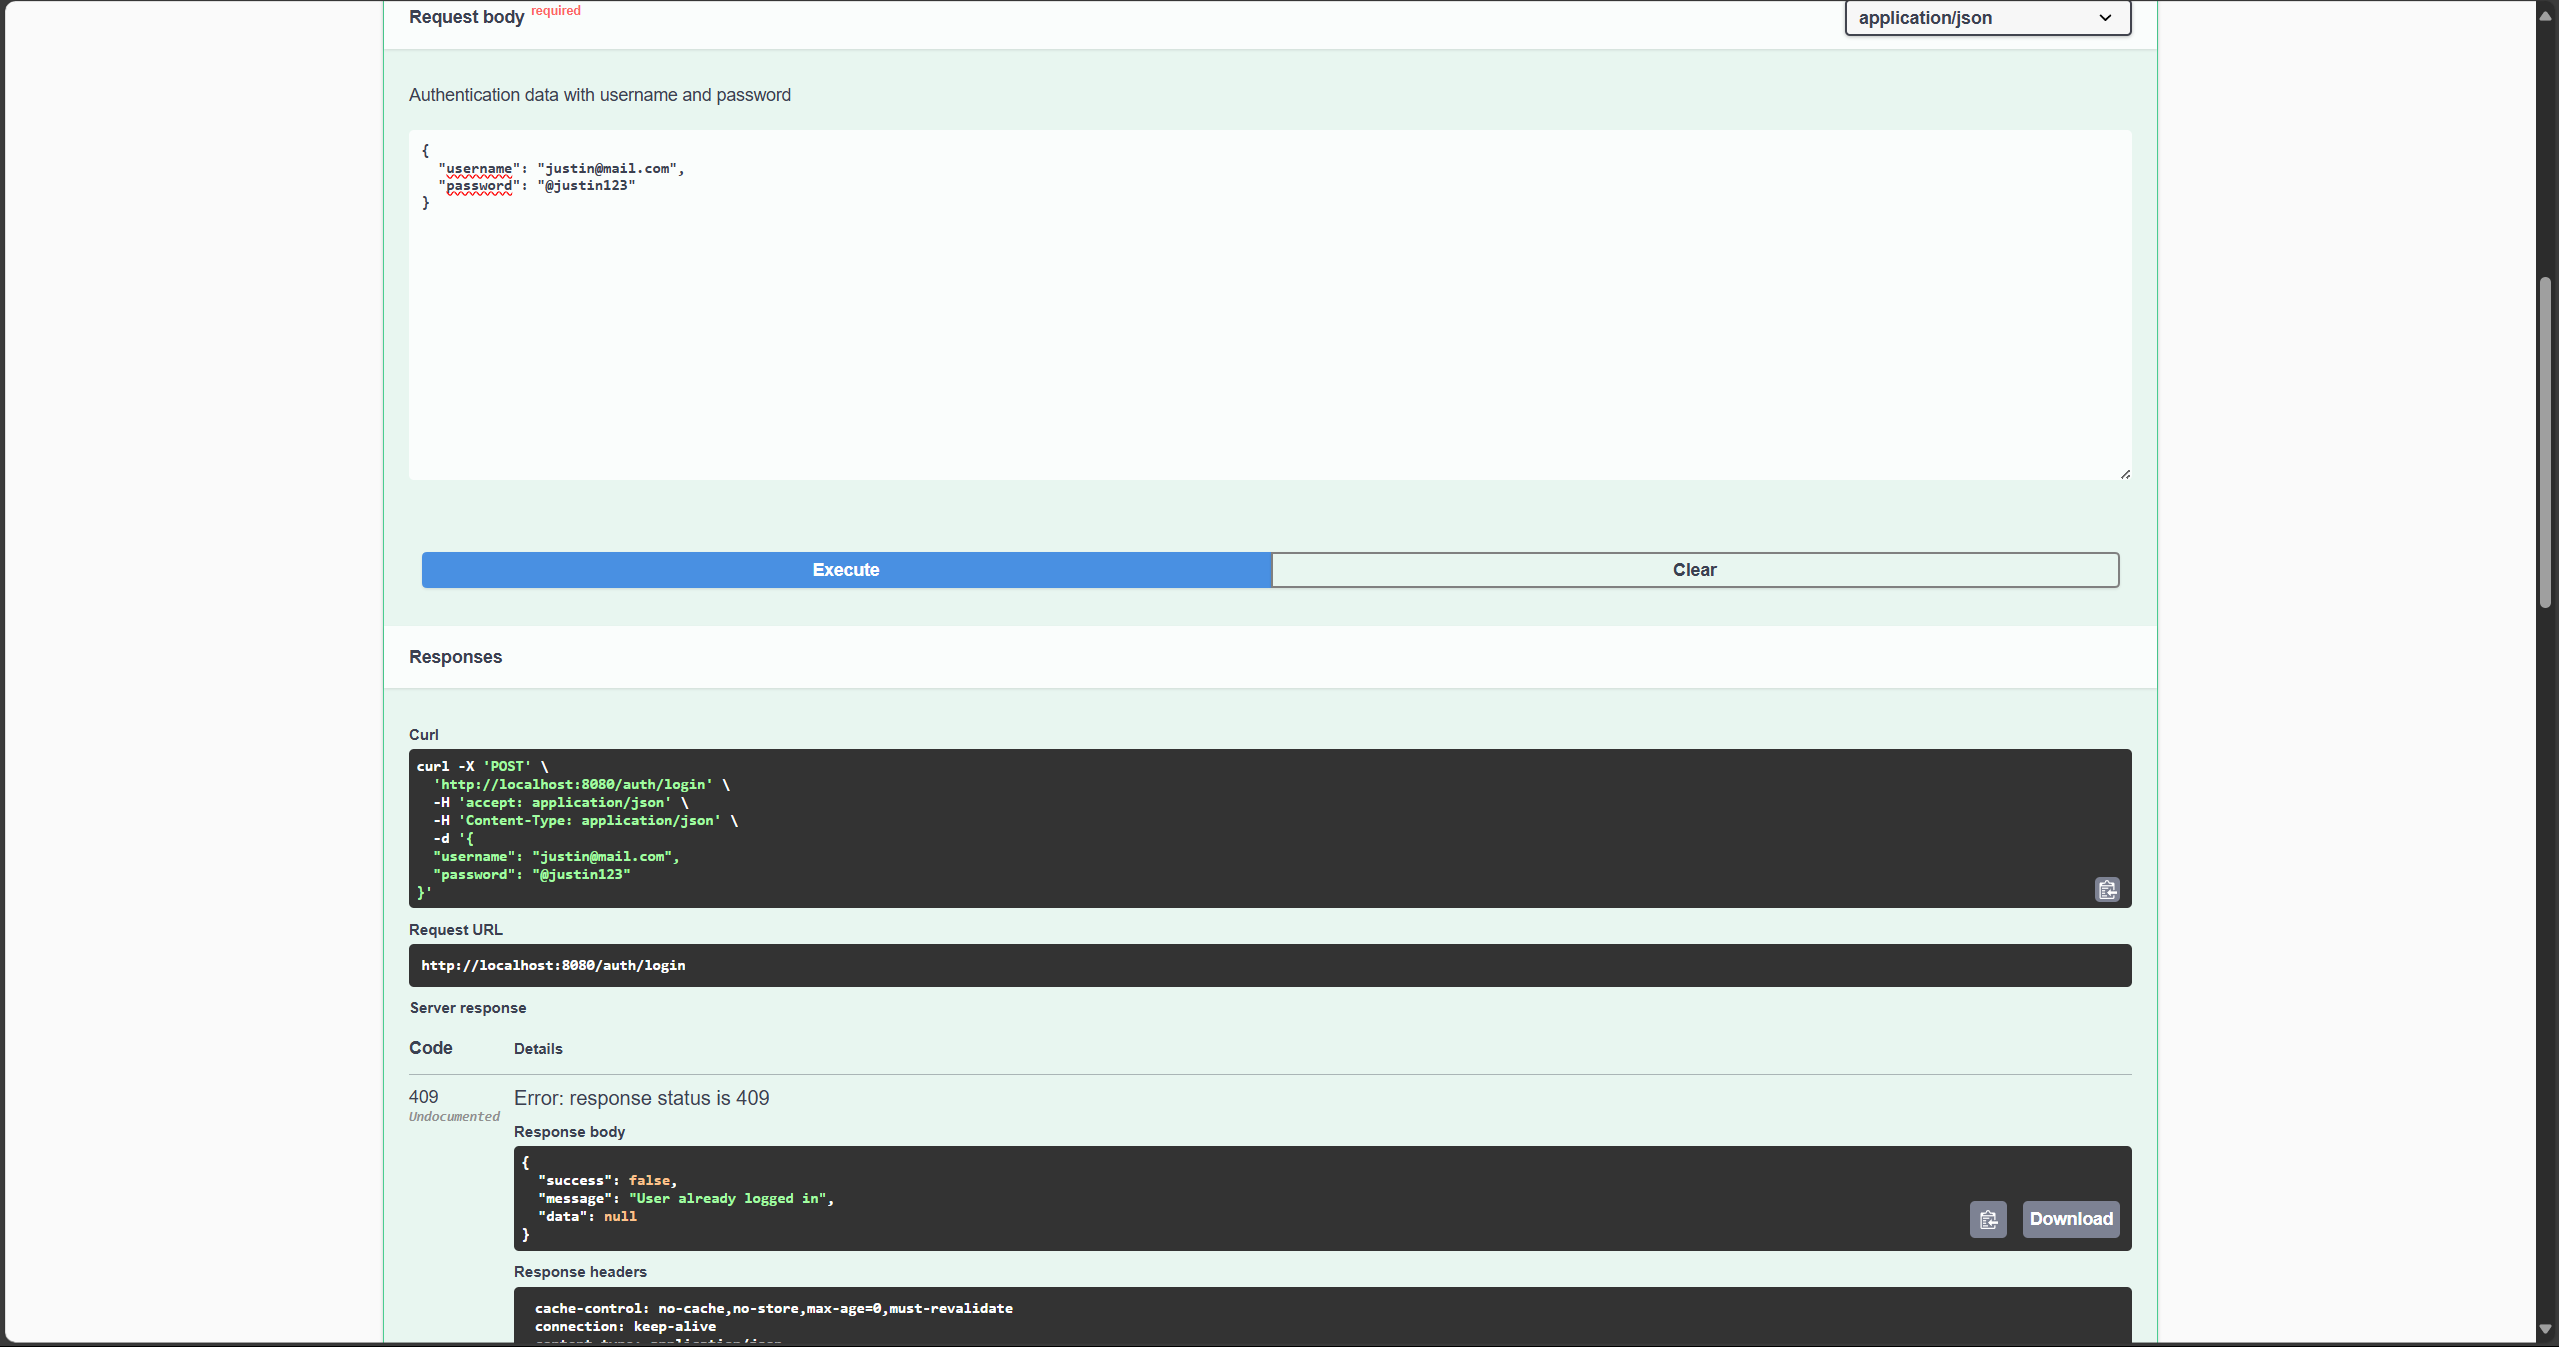 Request body required
application/json
Authentication data with username and password
{
  "username": "justin@mail.com",
  "password": "@justin123"
}
Execute
Clear
Responses
Curl
curl -X 'POST' \
  'http://localhost:8080/auth/login' \
  -H 'accept: application/json' \
  -H 'Content-Type: application/json' \
  -d '{
  "username": "justin@mail.com",
  "password": "@justin123"
}'
Request URL
http://localhost:8080/auth/login
Server response
Code Details
409 Error: response status is 409
Undocumented
Response body
{
  "success": false,
  "message": "User already logged in",
  "data": null
}
Download
Response headers
cache-control: no-cache,no-store,max-age=0,must-revalidate
connection: keep-alive